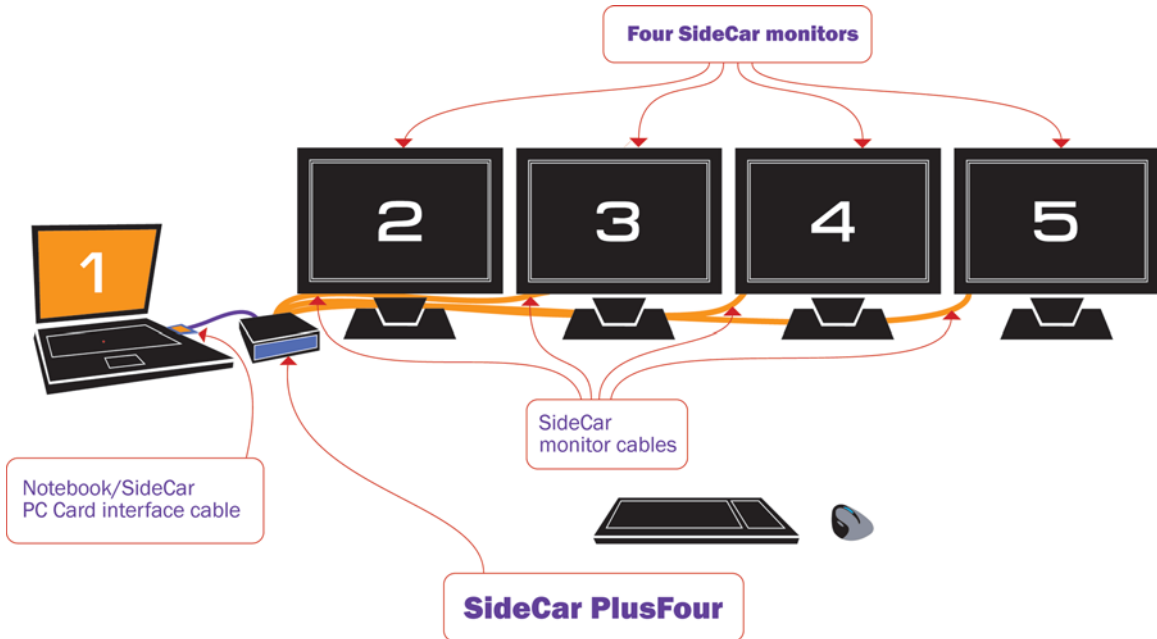 Four SideCar monitors
1
2
3
4
5
SideCar
monitor cables
Notebook/SideCar
PC Card interface cable
SideCar PlusFour